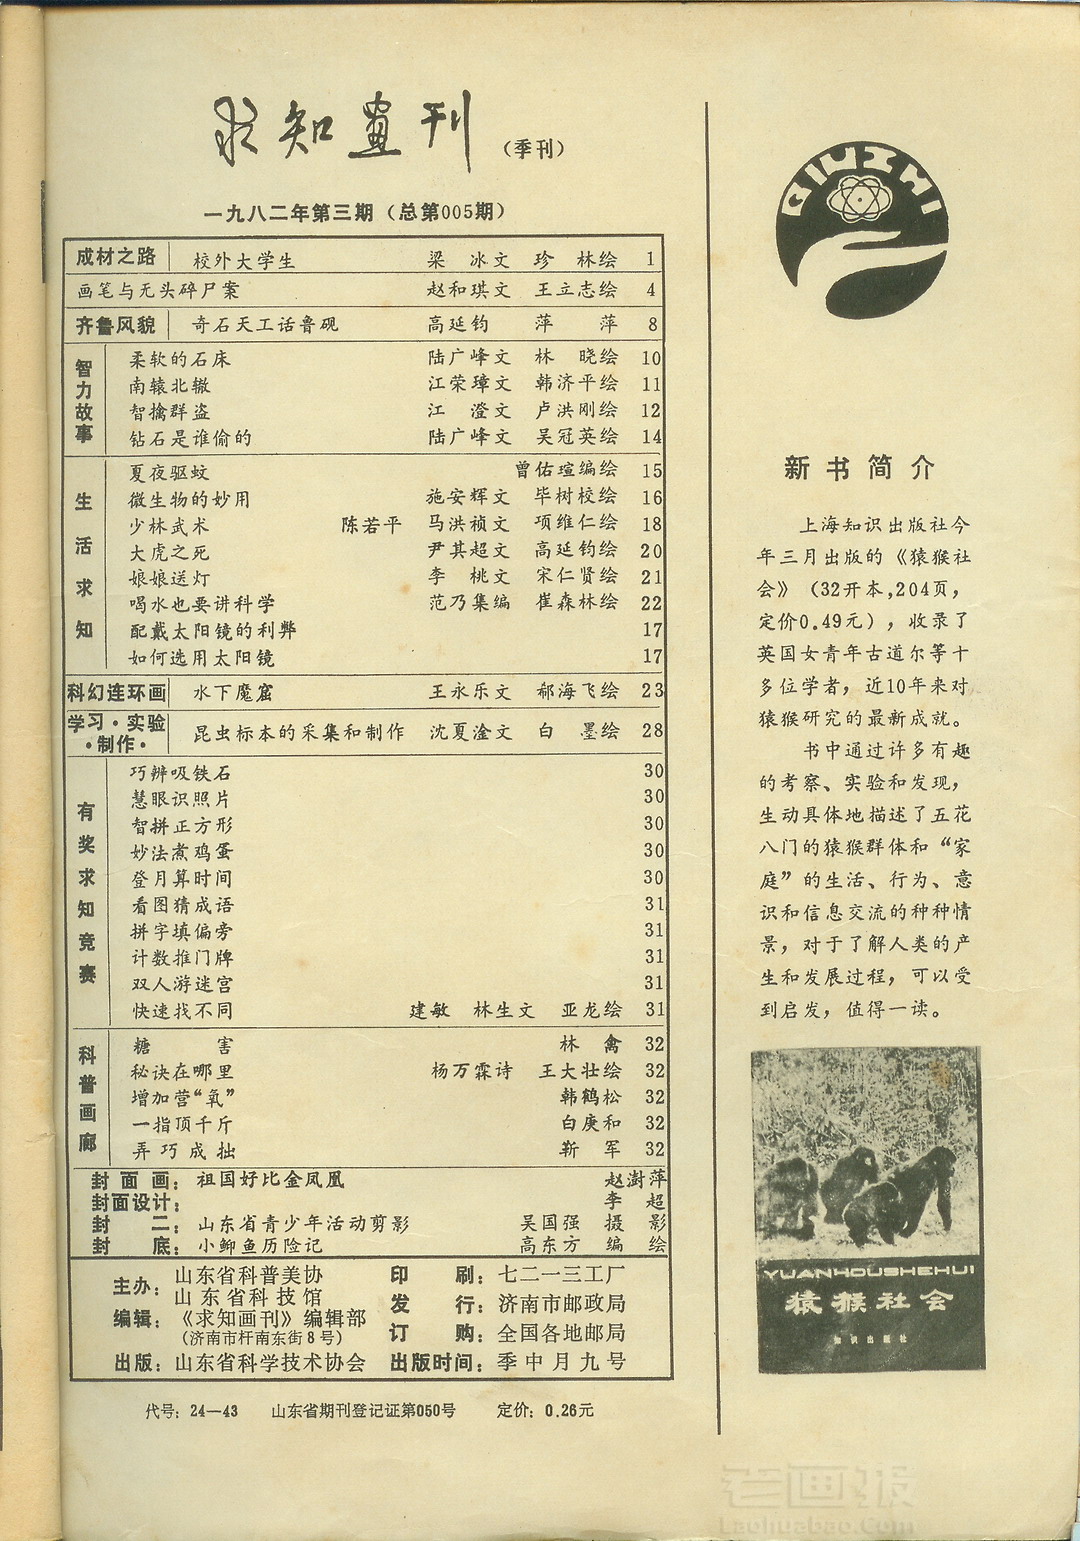 求知画刊
（季刊）
一九八二年第三期（总第005期）
成材之路 校外大学生 梁 冰文 珍 林绘 1
画笔与无头碎尸案 赵和琪文 王立志绘 4
齐鲁风貌 奇石天工话鲁砚 高延钧 萍 萍 8
智力故事
柔软的石床 陆广峰文 林 晓绘 10
南辕北辙 江荣璋文 韩济平绘 11
智擒群盗 江 澄文 卢洪刚绘 12
钻石是谁偷的 陆广峰文 吴冠英绘 14
生活求知
夏夜驱蚊 曾佑瑄编绘 15
微生物的妙用 施安辉文 毕树校绘 16
少林武术 陈若平 马洪祯文 项维仁绘 18
大虎之死 尹其超文 高延钧绘 20
娘娘送灯 李 桃文 宋仁贤绘 21
喝水也要讲科学 范乃集编 崔森林绘 22
配戴太阳镜的利弊 17
如何选用太阳镜 17
科幻连环画 水下魔窟 王永乐文 郗海飞绘 23
学习·实验
·制作· 昆虫标本的采集和制作 沈夏淦文 白 墨绘 28
有奖求知竞赛
巧辨吸铁石 30
慧眼识照片 30
智拼正方形 30
妙法煮鸡蛋 30
登月算时间 30
看图猜成语 31
拼字填偏旁 31
计数推门牌 31
双人游迷宫 31
快速找不同 建敏 林生文 亚龙绘 31
科普画廊
糖 害 林 禽 32
秘诀在哪里 杨万霖诗 王大壮绘 32
增加营“氧” 韩鹤松 32
一指顶千斤 白庚和 32
弄巧成拙 靳 军 32
封面画：祖国好比金凤凰 赵澍萍
封面设计： 李 超
封 二：山东省青少年活动剪影 吴国强 摄 影
封 底：小鲫鱼历险记 高东方 编 绘
主办：山东省科普美协
山东省科技馆
编辑：《求知画刊》编辑部
（济南市杆南东街8号）
出版：山东省科学技术协会
印 刷：七二一三工厂
发 行：济南市邮政局
订 购：全国各地邮局
出版时间：季中月九号
代号：24—43 山东省期刊登记证第050号 定价：0.26元
QIUZHI
新书简介
上海知识出版社今
年三月出版的《猿猴社
会》（32开本,204页，
定价0.49元），收录了
英国女青年古道尔等十
多位学者，近10年来对
猿猴研究的最新成就。
书中通过许多有趣
的考察、实验和发现，
生动具体地描述了五花
八门的猿猴群体和“家
庭”的生活、行为、意
识和信息交流的种种情
景，对于了解人类的产
生和发展过程，可以受
到启发，值得一读。
YUANHOUSHEHUI
猿猴社会
知识出版社
老画报
Laohuabao.Com